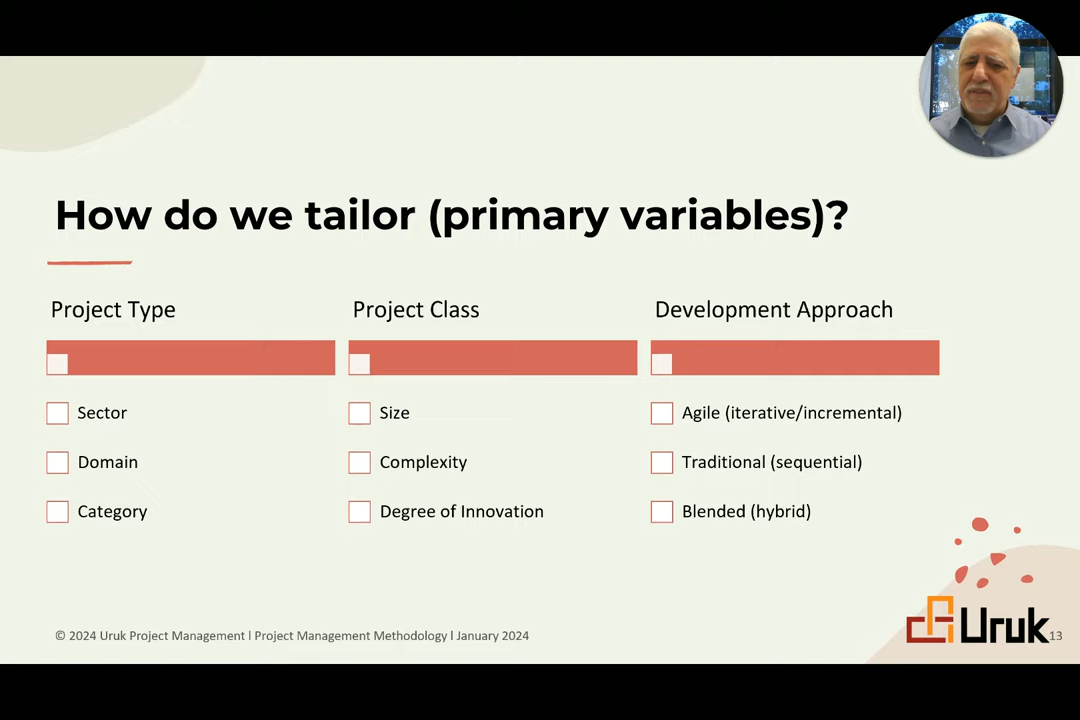 How do we tailor (primary variables)?
Project Type
Sector
Domain
Category
Project Class
Size
Complexity
Degree of Innovation
Development Approach
Agile (iterative/incremental)
Traditional (sequential)
Blended (hybrid)
© 2024 Uruk Project Management l Project Management Methodology l January 2024
Uruk
13